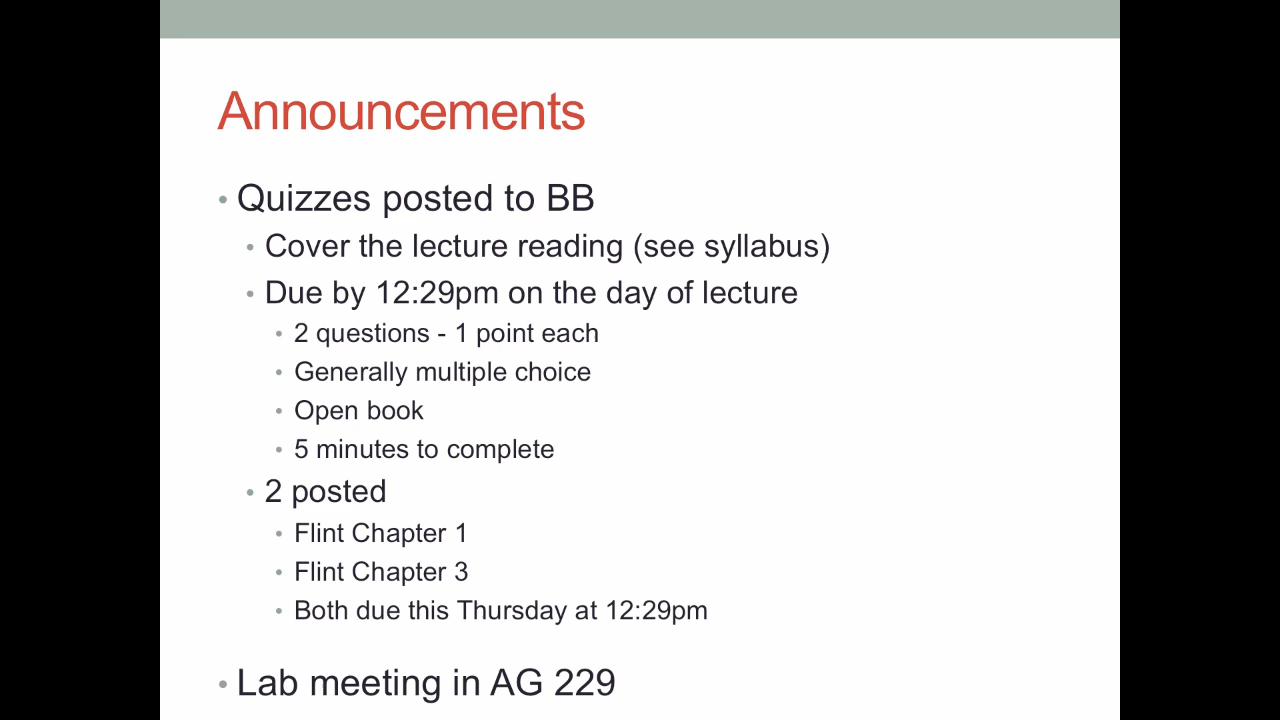 Announcements
• Quizzes posted to BB
• Cover the lecture reading (see syllabus)
• Due by 12:29pm on the day of lecture
• 2 questions - 1 point each
• Generally multiple choice
• Open book
• 5 minutes to complete
• 2 posted
• Flint Chapter 1
• Flint Chapter 3
• Both due this Thursday at 12:29pm
• Lab meeting in AG 229